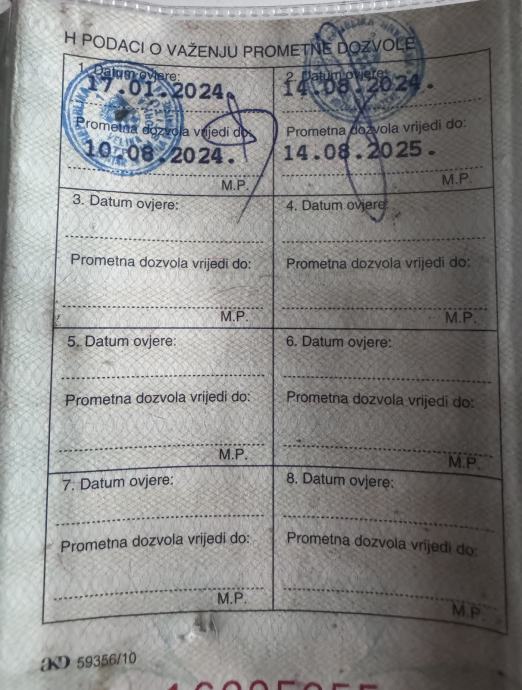 H PODACI O VAŽENJU PROMETNE DOZVOLE
1. Datum ovjere:
17.01.2024.
Prometna dozvola vrijedi do:
10.08.2024.
M.P.
2. Datum ovjere:
14.08.2024.
Prometna dozvola vrijedi do:
14.08.2025.
M.P.
3. Datum ovjere:
Prometna dozvola vrijedi do:
M.P.
4. Datum ovjere:
Prometna dozvola vrijedi do:
M.P.
5. Datum ovjere:
Prometna dozvola vrijedi do:
M.P.
6. Datum ovjere:
Prometna dozvola vrijedi do:
M.P.
7. Datum ovjere:
Prometna dozvola vrijedi do:
M.P.
8. Datum ovjere:
Prometna dozvola vrijedi do:
M.P.
AKD 59356/10